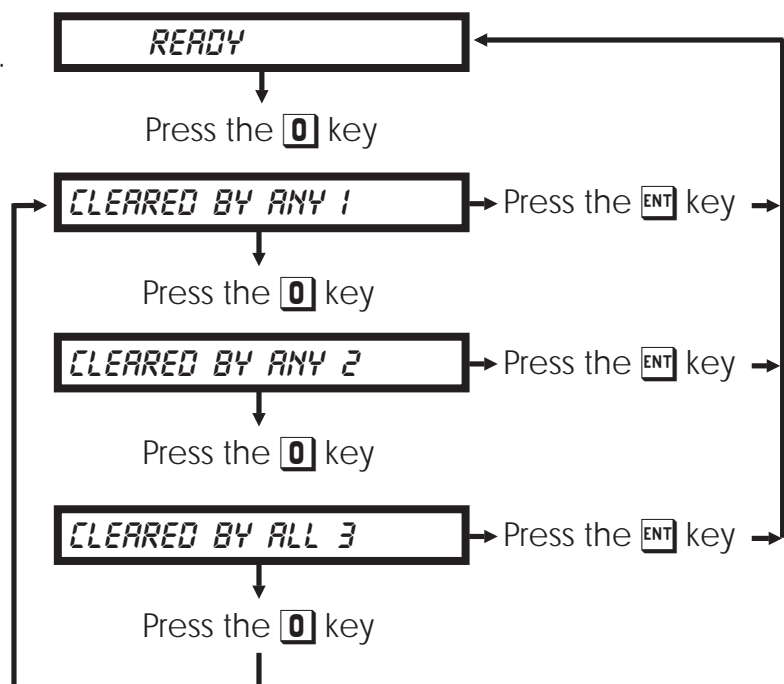 READY
.
Press the 0 key
CLEARED BY ANY 1
Press the ENT key
Press the 0 key
CLEARED BY ANY 2
Press the ENT key
Press the 0 key
CLEARED BY ALL 3
Press the ENT key
Press the 0 key